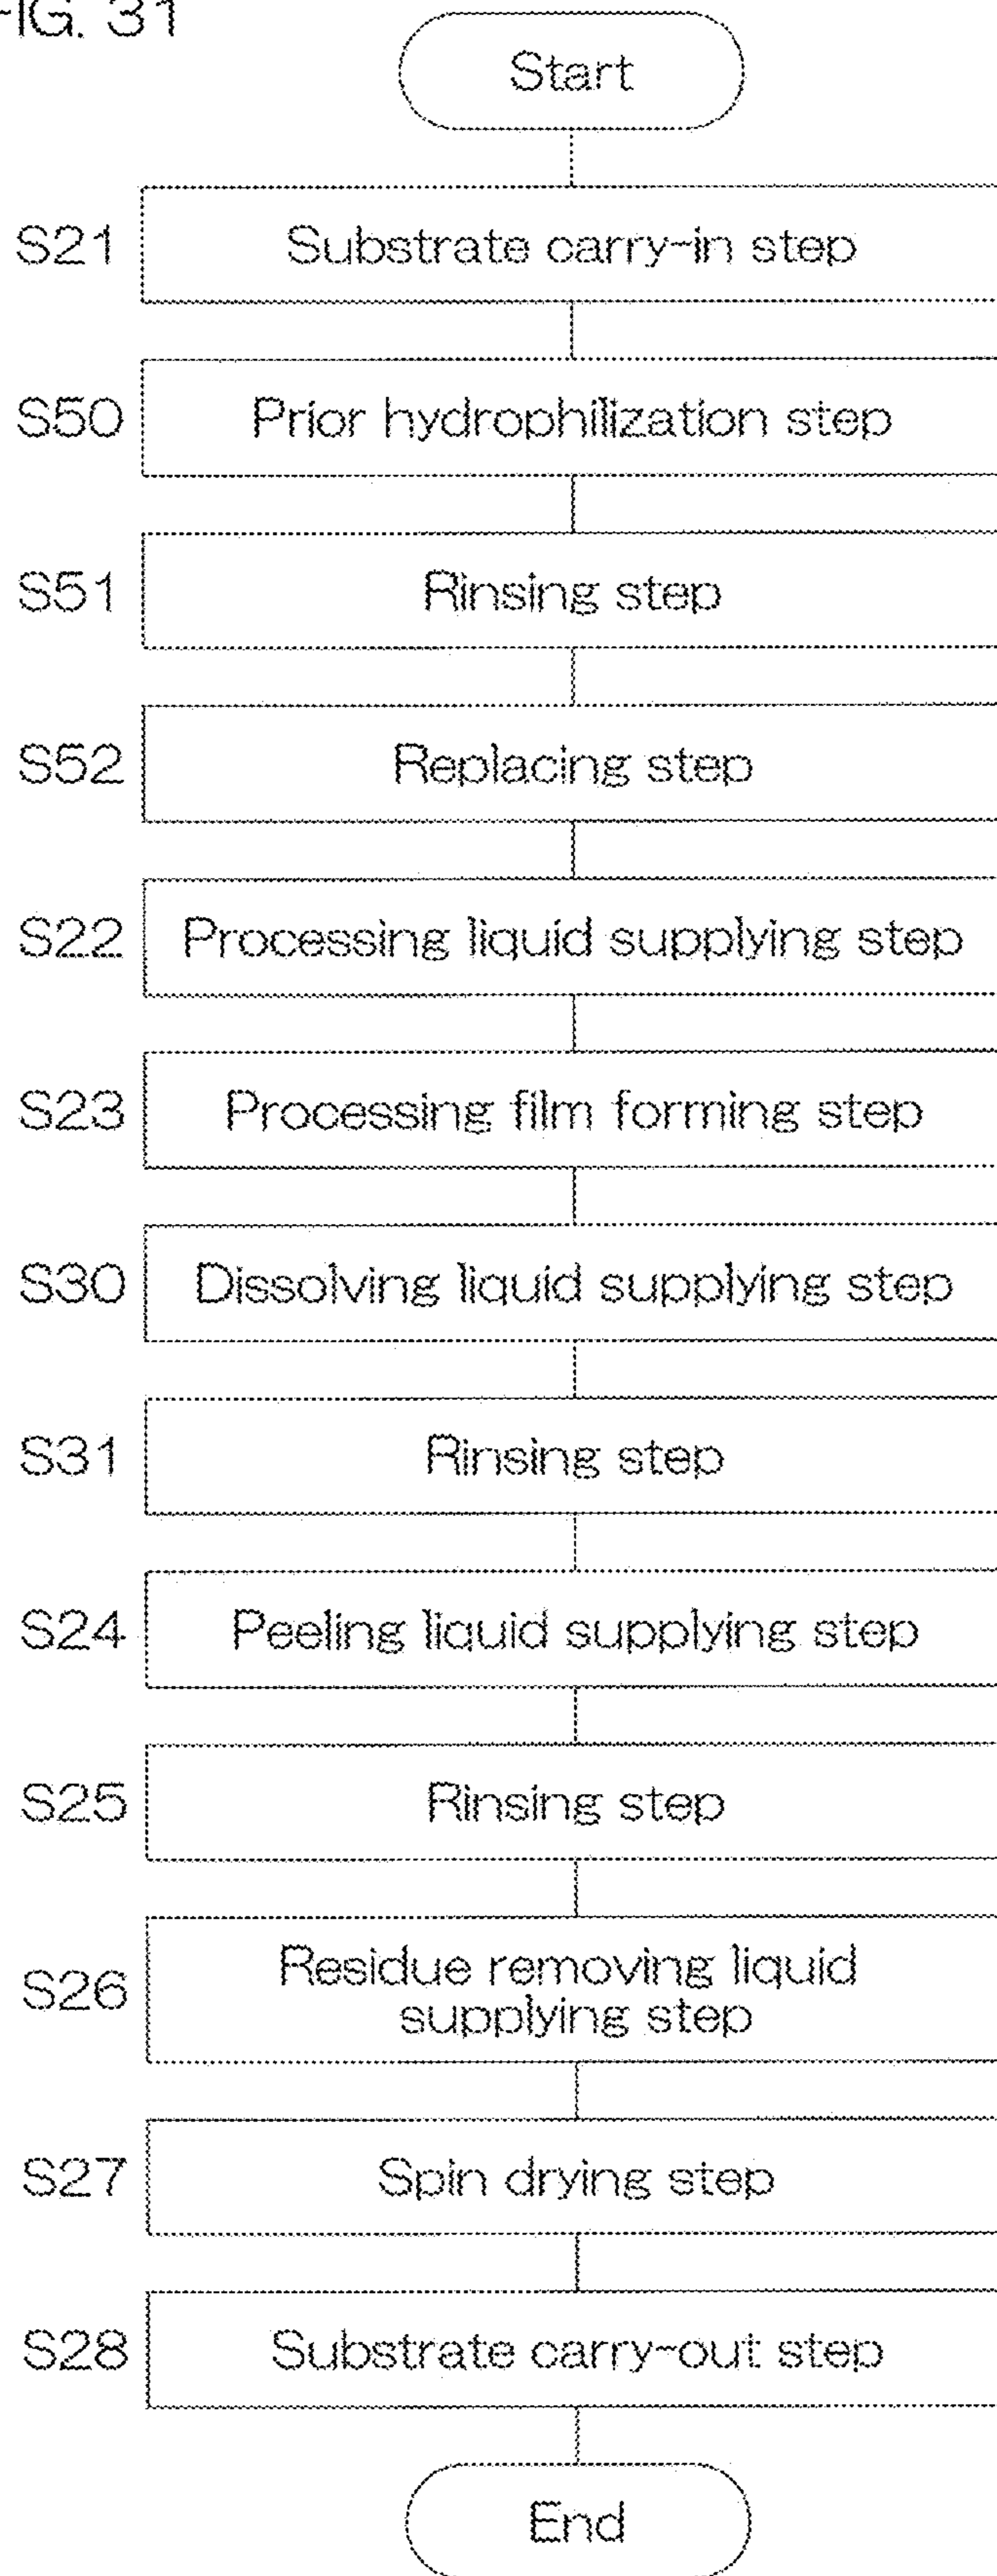 FIG. 31
Start
S21 Substrate carry-in step
S50 Prior hydrophilization step
S51 Rinsing step
S52 Replacing step
S22 Processing liquid supplying step
S23 Processing film forming step
S30 Dissolving liquid supplying step
S31 Rinsing step
S24 Peeling liquid supplying step
S25 Rinsing step
S26 Residue removing liquid
supplying step
S27 Spin drying step
S28 Substrate carry-out step
End